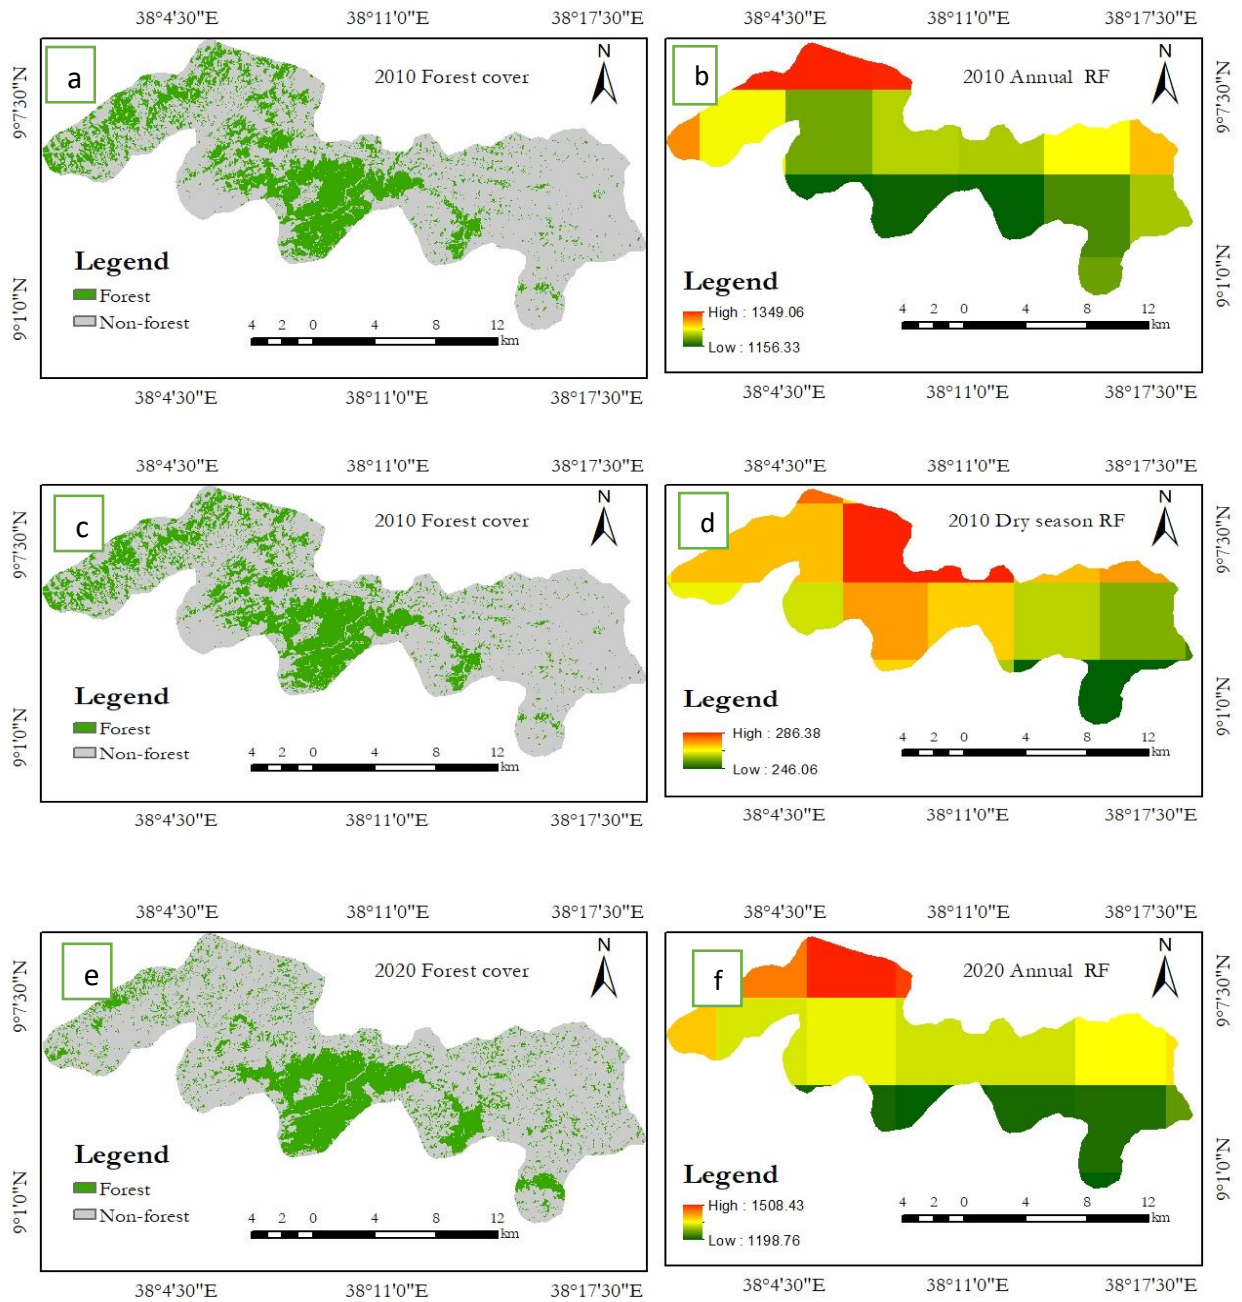 38°4'30"E 38°11'0"E 38°17'30"E 38°4'30"E 38°11'0"E 38°17'30"E
a 2010 Forest cover N
b 2010 Annual RF N
9°7'30"N 9°7'30"N
9°1'0"N 9°1'0"N
Legend
Forest
Non-forest
4 2 0 4 8 12
km
Legend
High : 1349.06
Low : 1156.33
4 2 0 4 8 12
km
38°4'30"E 38°11'0"E 38°17'30"E 38°4'30"E 38°11'0"E 38°17'30"E
38°4'30"E 38°11'0"E 38°17'30"E 38°4'30"E 38°11'0"E 38°17'30"E
c 2010 Forest cover N
d 2010 Dry season RF N
9°7'30"N 9°7'30"N
9°1'0"N 9°1'0"N
Legend
Forest
Non-forest
4 2 0 4 8 12
km
Legend
High : 286.38
Low : 246.06
4 2 0 4 8 12
km
38°4'30"E 38°11'0"E 38°17'30"E 38°4'30"E 38°11'0"E 38°17'30"E
38°4'30"E 38°11'0"E 38°17'30"E 38°4'30"E 38°11'0"E 38°17'30"E
e 2020 Forest cover N
f 2020 Annual RF N
9°7'30"N 9°7'30"N
9°1'0"N 9°1'0"N
Legend
Forest
Non-forest
4 2 0 4 8 12
km
Legend
High : 1508.43
Low : 1198.76
4 2 0 4 8 12
km
38°4'30"E 38°11'0"E 38°17'30"E 38°4'30"E 38°11'0"E 38°17'30"E